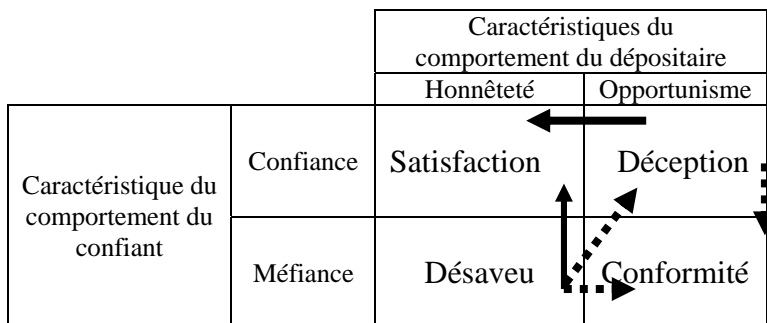 Caractéristiques du
comportement du dépositaire
Honnêteté Opportunisme
Caractéristique du
comportement du
confiant
Confiance Satisfaction Déception
Méfiance Désaveu Conformité